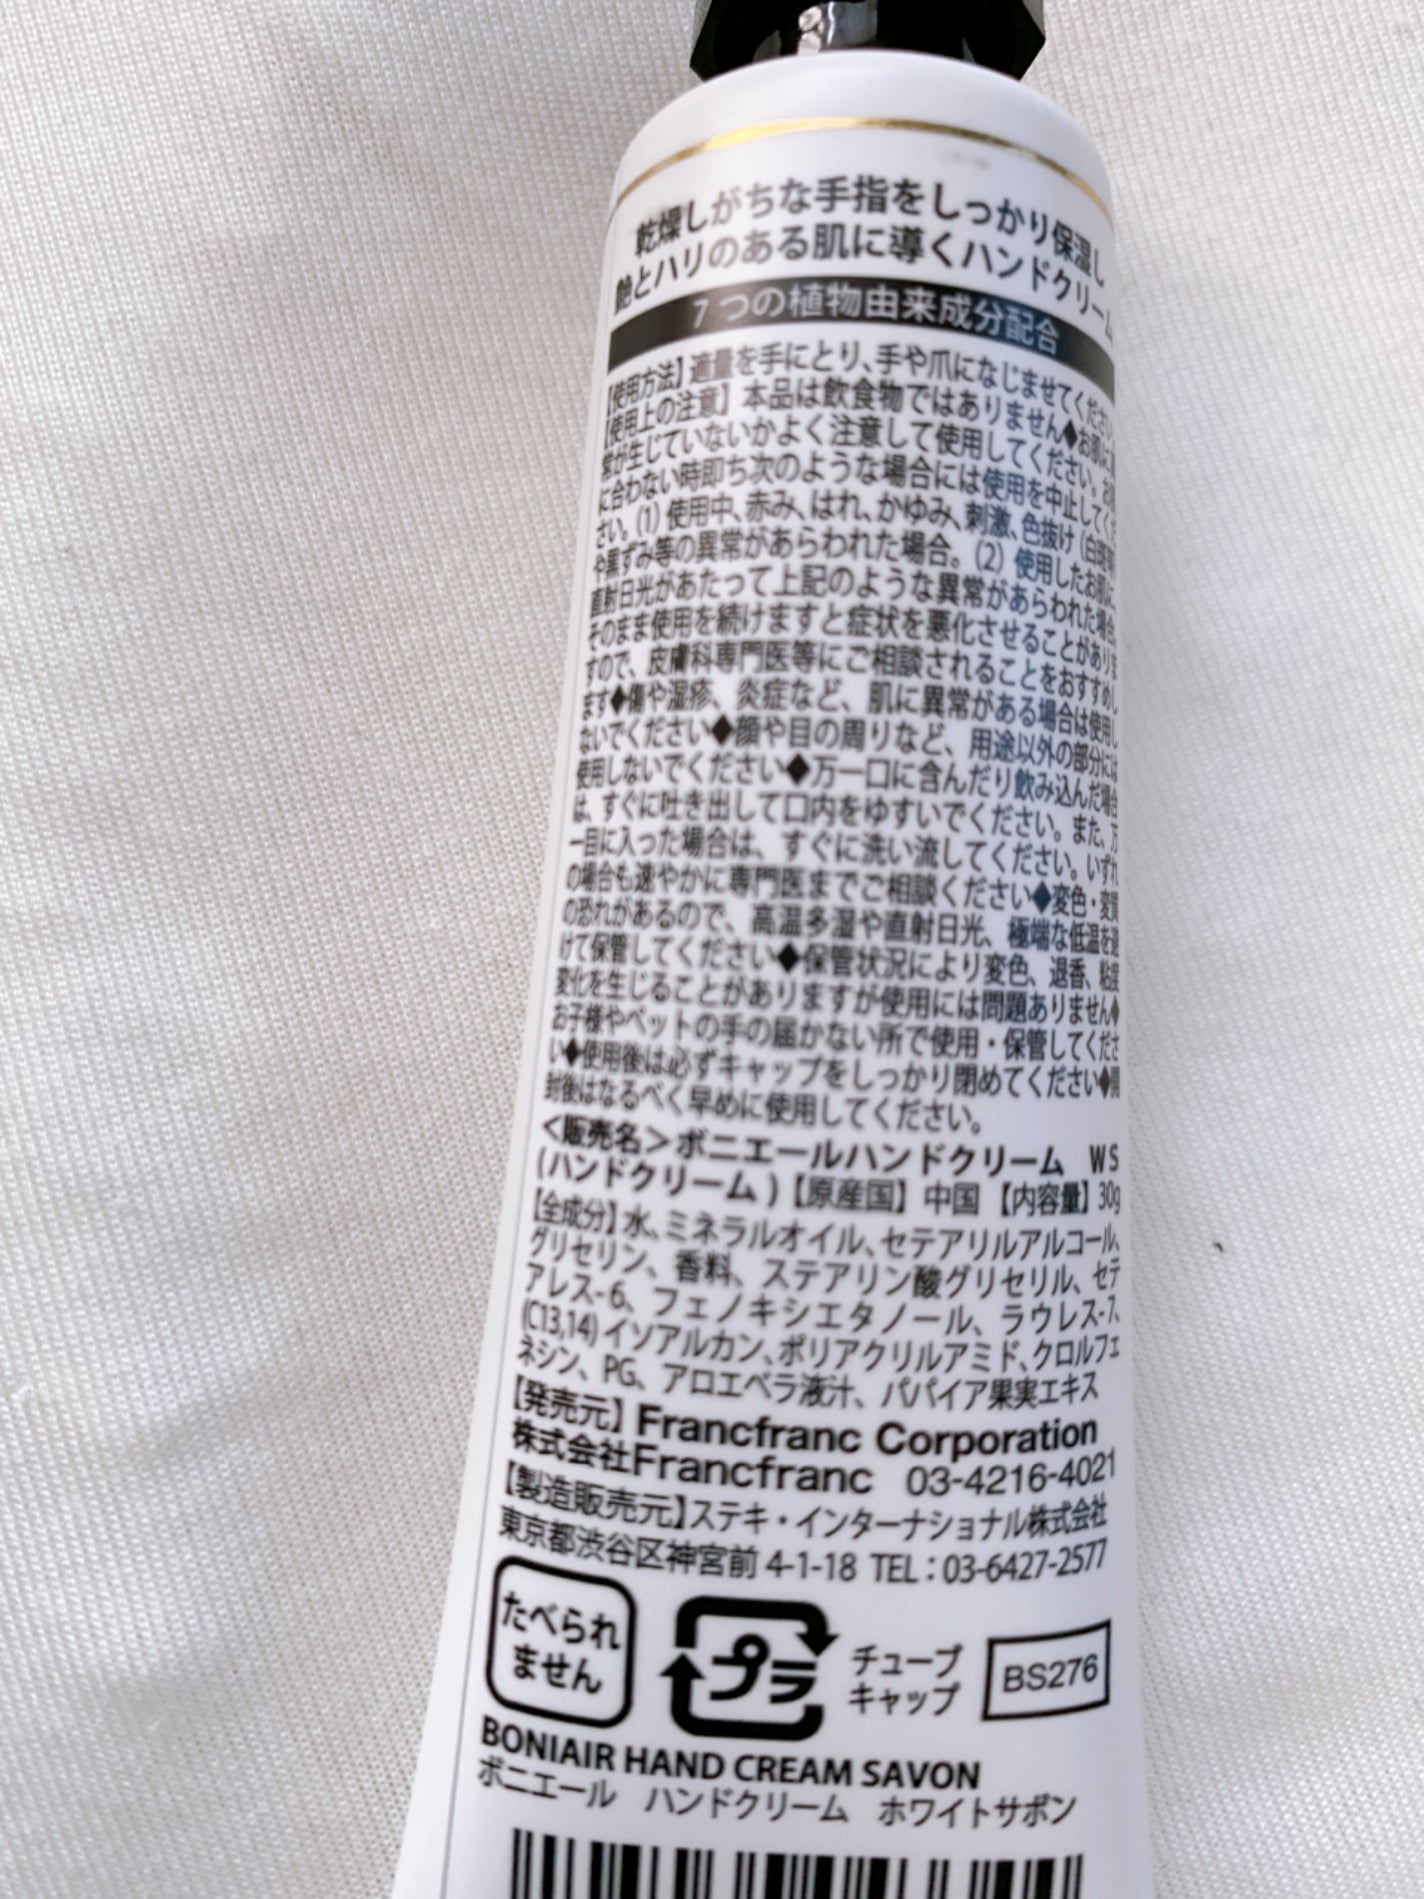 乾燥しがちな手指をしっかり保湿し
艶とハリのある肌に導くハンドクリーム
7つの植物由来成分配合
【使用方法】適量を手にとり、手や爪になじませてください
【使用上の注意】本品は飲食物ではありません◆お肌に
常が生じていないかよく注意して使用してください。お肌
に合わない時即ち次のような場合には使用を中止してくだ
さい。(1) 使用中、赤み、はれ、かゆみ、刺激、色抜け(白斑等)
や黒ずみ等の異常があらわれた場合。(2) 使用したお肌に、
直射日光があたって上記のような異常があらわれた場合。
そのまま使用を続けますと症状を悪化させることがありま
すので、皮膚科専門医等にご相談されることをおすすめし
ます◆傷や湿疹、炎症など、肌に異常がある場合は使用し
ないでください◆顔や目の周りなど、用途以外の部分には
使用しないでください◆万一口に含んだり飲み込んだ場合
は、すぐに吐き出して口内をゆすいでください。また、万
一目に入った場合は、すぐに洗い流してください。いずれ
の場合も速やかに専門医までご相談ください◆変色・変質
の恐れがあるので、高温多湿や直射日光、極端な低温を避
けて保管してください◆保管状況により変色、退香、粘度
変化を生じることがありますが使用には問題ありません◆
お子様やペットの手の届かない所で使用・保管してくださ
い◆使用後は必ずキャップをしっかり閉めてください◆開
封後はなるべく早めに使用してください。
＜販売名＞ボニエールハンドクリーム WS
(ハンドクリーム)【原産国】中国【内容量】30g
【全成分】水、ミネラルオイル、セテアリルアルコール、
グリセリン、香料、ステアリン酸グリセリル、セテ
アレス-6、フェノキシエタノール、ラウレス-7、
(C13,14)イソアルカン、ポリアクリルアミド、クロルフェ
ネシン、PG、アロエベラ液汁、パパイア果実エキス
【発売元】Francfranc Corporation
株式会社Francfranc 03-4216-4021
【製造販売元】ステキ・インターナショナル株式会社
東京都渋谷区神宮前 4-1-18 TEL：03-6427-2577
たべられ
ません
プラ
チューブ
キャップ
BS276
BONIAIR HAND CREAM SAVON
ボニエール ハンドクリーム ホワイトサボン